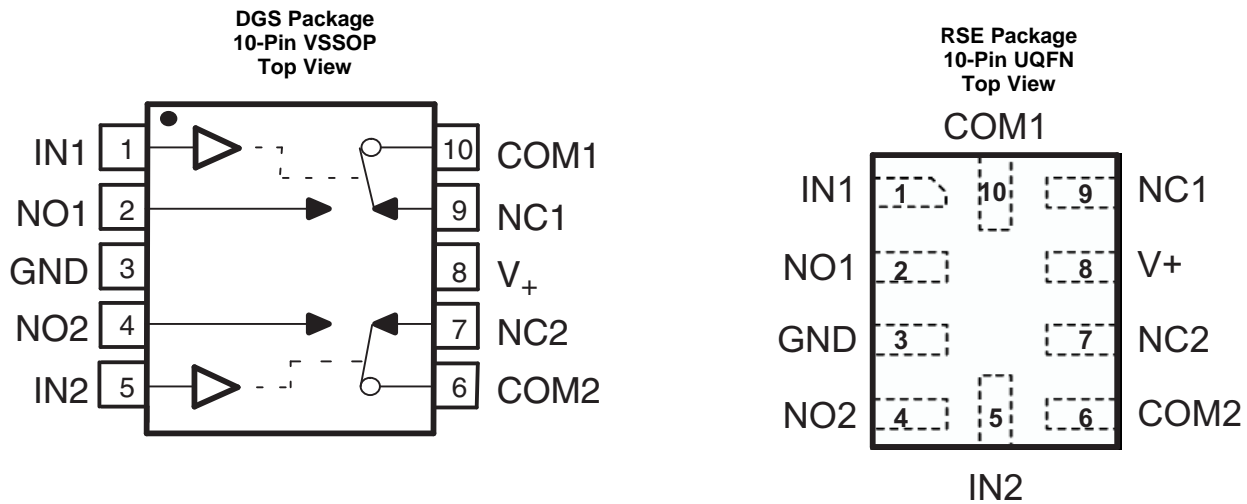 DGS Package
10-Pin VSSOP
Top View
IN1 1 10 COM1
NO1 2 9 NC1
GND 3 8 V+
NO2 4 7 NC2
IN2 5 6 COM2
RSE Package
10-Pin UQFN
Top View
COM1
IN1 1 10 9 NC1
NO1 2 8 V+
GND 3 7 NC2
NO2 4 5 6 COM2
IN2